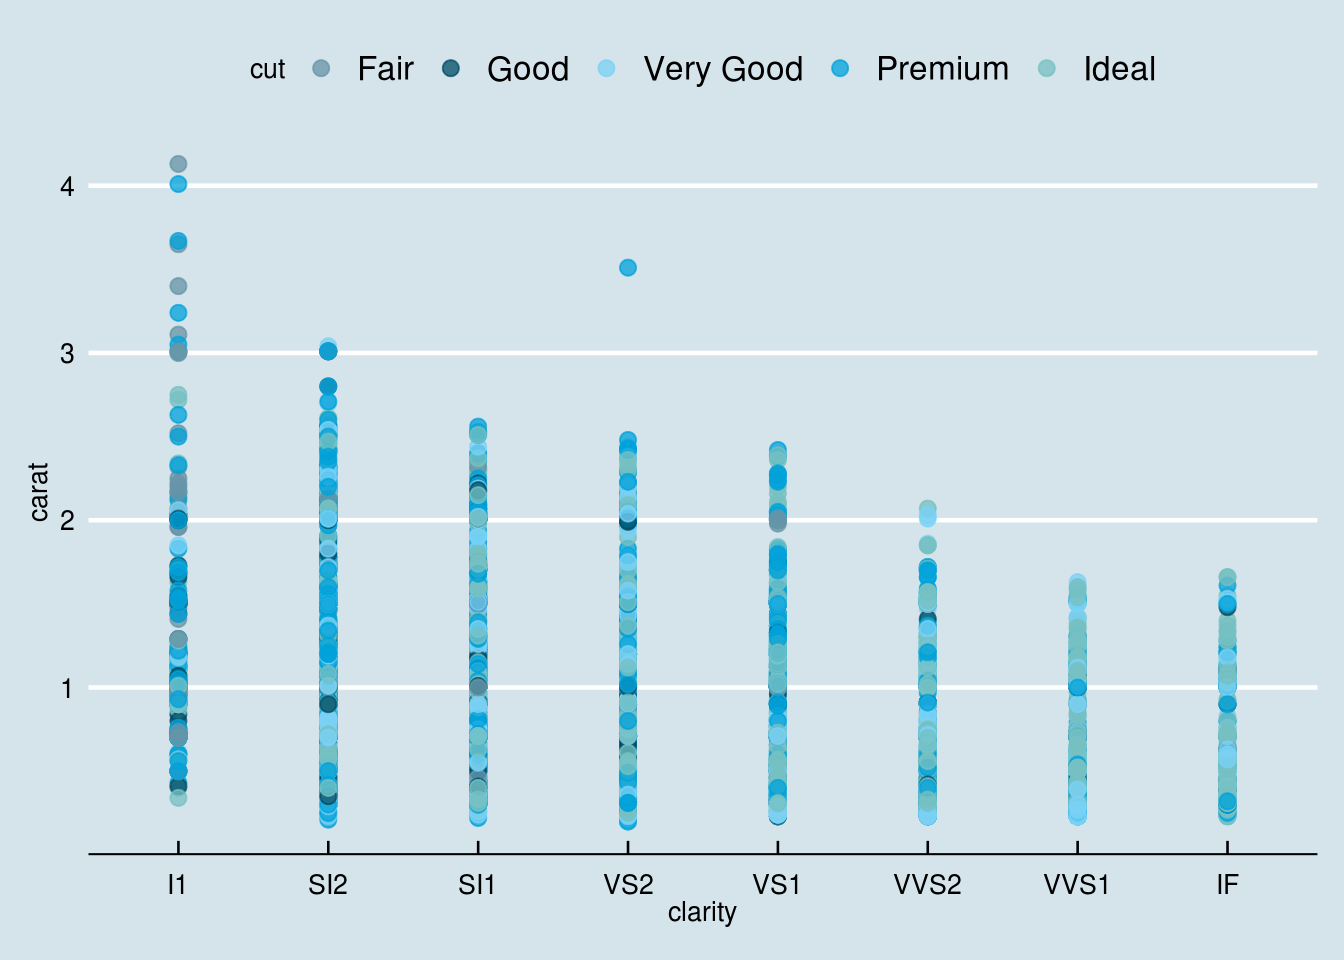 cut Fair Good Very Good Premium Ideal
4
3
2
1
carat
I1 SI2 SI1 VS2 VS1 VVS2 VVS1 IF
clarity